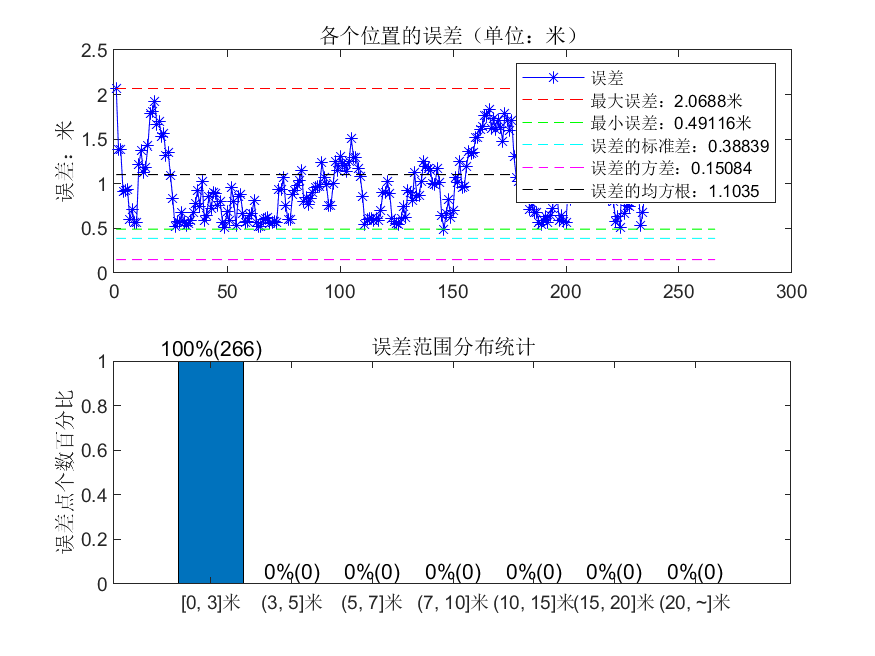 各个位置的误差（单位：米）
2.5
2
1.5
1
0.5
0
误差：米
误差
最大误差：2.0688米
最小误差：0.49116米
误差的标准差：0.38839
误差的方差：0.15084
误差的均方根：1.1035
0 50 100 150 200 250 300
误差范围分布统计
100%(266)
1
0.8
0.6
0.4
0.2
0
误差点个数百分比
0%(0) 0%(0) 0%(0) 0%(0) 0%(0) 0%(0)
[0, 3]米 (3, 5]米 (5, 7]米 (7, 10]米 (10, 15]米 (15, 20]米 (20, ~]米